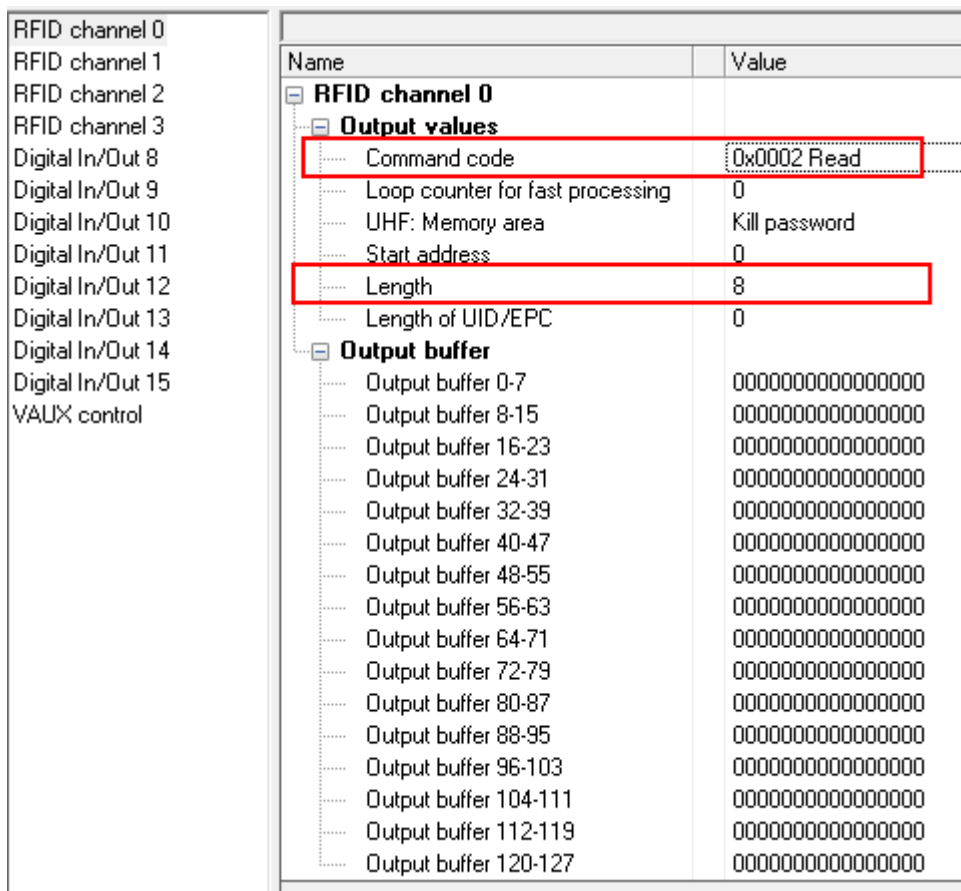 RFID channel 0
RFID channel 1
RFID channel 2
RFID channel 3
Digital In/Out 8
Digital In/Out 9
Digital In/Out 10
Digital In/Out 11
Digital In/Out 12
Digital In/Out 13
Digital In/Out 14
Digital In/Out 15
VAUX control
Name Value
RFID channel 0
Output values
Command code 0x0002 Read
Loop counter for fast processing 0
UHF: Memory area Kill password
Start address 0
Length 8
Length of UID/EPC 0
Output buffer
Output buffer 0-7 0000000000000000
Output buffer 8-15 0000000000000000
Output buffer 16-23 0000000000000000
Output buffer 24-31 0000000000000000
Output buffer 32-39 0000000000000000
Output buffer 40-47 0000000000000000
Output buffer 48-55 0000000000000000
Output buffer 56-63 0000000000000000
Output buffer 64-71 0000000000000000
Output buffer 72-79 0000000000000000
Output buffer 80-87 0000000000000000
Output buffer 88-95 0000000000000000
Output buffer 96-103 0000000000000000
Output buffer 104-111 0000000000000000
Output buffer 112-119 0000000000000000
Output buffer 120-127 0000000000000000